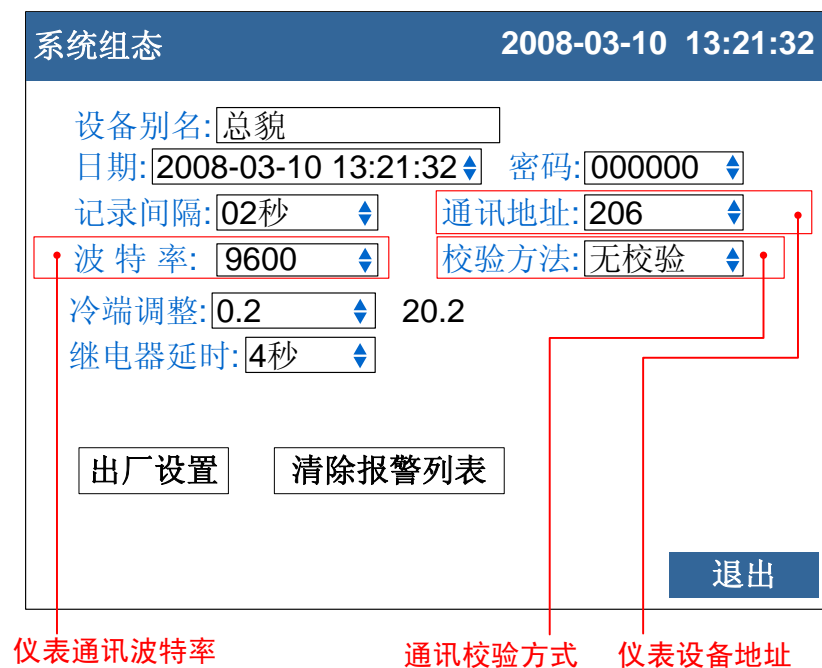 系统组态 2008-03-10 13:21:32
设备别名: 总貌
日期: 2008-03-10 13:21:32 密码: 000000
记录间隔: 02秒 通讯地址: 206
波 特 率: 9600 校验方法: 无校验
冷端调整: 0.2 20.2
继电器延时: 4秒
出厂设置 清除报警列表
退出
仪表通讯波特率 通讯校验方式 仪表设备地址